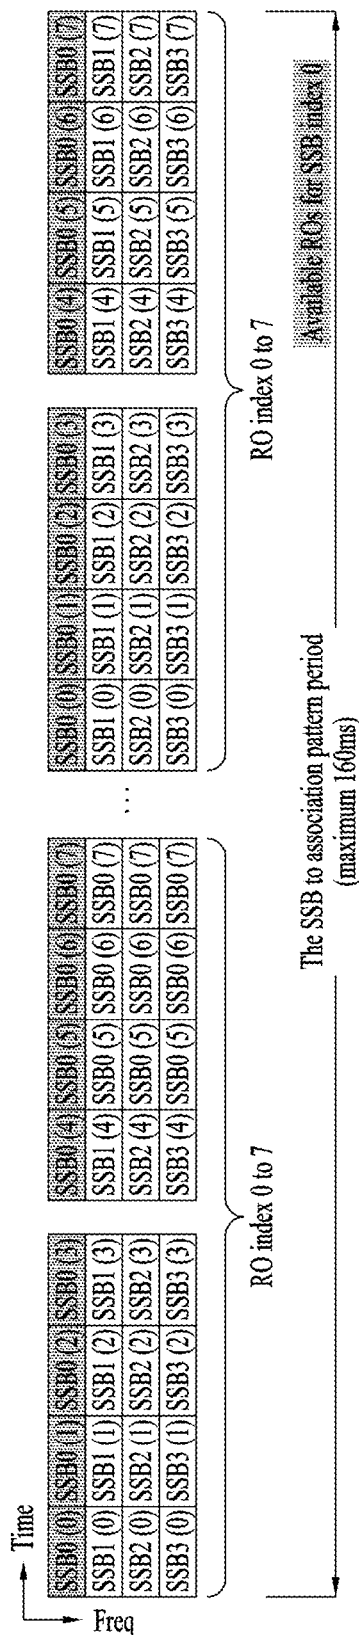 Time
Freq
SSB0 (0) SSB0 (1) SSB0 (2) SSB0 (3) SSB0 (4) SSB0 (5) SSB0 (6) SSB0 (7) SSB0 (0) SSB0 (1) SSB0 (2) SSB0 (3) SSB0 (4) SSB0 (5) SSB0 (6) SSB0 (7)
SSB1 (0) SSB1 (1) SSB1 (2) SSB1 (3) SSB1 (4) SSB0 (5) SSB0 (6) SSB0 (7) SSB1 (0) SSB1 (1) SSB1 (2) SSB1 (3) SSB1 (4) SSB1 (5) SSB1 (6) SSB1 (7)
SSB2 (0) SSB2 (1) SSB2 (2) SSB2 (3) SSB2 (4) SSB0 (5) SSB0 (6) SSB0 (7) ... SSB2 (0) SSB2 (1) SSB2 (2) SSB2 (3) SSB2 (4) SSB2 (5) SSB2 (6) SSB2 (7)
SSB3 (0) SSB3 (1) SSB3 (2) SSB3 (3) SSB3 (4) SSB0 (5) SSB0 (6) SSB0 (7) SSB3 (0) SSB3 (1) SSB3 (2) SSB3 (3) SSB3 (4) SSB3 (5) SSB3 (6) SSB3 (7)
RO index 0 to 7
RO index 0 to 7
Available ROs for SSB index 0
The SSB to association pattern period
(maximum 160ms)